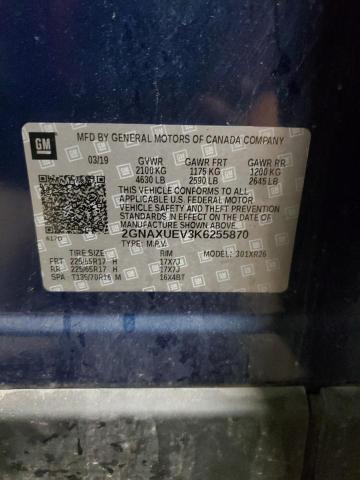 GM
MFD BY GENERAL MOTORS OF CANADA COMPANY
03/19 GVWR GAWR FRT GAWR RR
2100 KG 1175 KG 1200 KG
4630 LB 2590 LB 2645 LB
THIS VEHICLE CONFORMS TO ALL
APPLICABLE U.S. FEDERAL MOTOR
VEHICLE SAFETY, BUMPER, AND THEFT
PREVENTION STANDARDS IN EFFECT ON
THE DATE OF MANUFACTURE SHOWN ABOVE.
2GNAXUEV3K6255870
TYPE: M.P.V. MODEL: 301XR26
TIRE SIZE RIM
FRT 225/65R17 H 17X7J
RR 225/65R17 H 17X7J
SPA T135/70R16 M 16X4BT